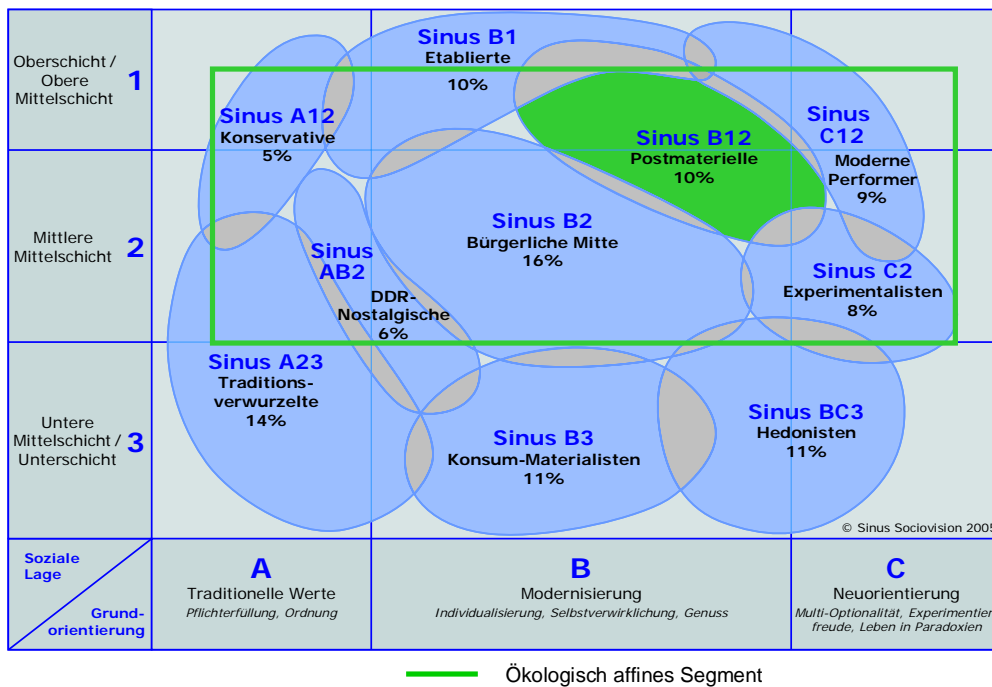 Oberschicht /
Obere
Mittelschicht
1
Sinus B1
Etablierte
10%
Sinus A12
Konservative
5%
Sinus B12
Postmaterielle
10%
Sinus
C12
Moderne
Performer
9%
Mittlere
Mittelschicht
2
Sinus
AB2
DDR-
Nostalgische
6%
Sinus B2
Bürgerliche Mitte
16%
Sinus C2
Experimentalisten
8%
Untere
Mittelschicht /
Unterschicht
3
Sinus A23
Traditions-
verwurzelte
14%
Sinus B3
Konsum-Materialisten
11%
Sinus BC3
Hedonisten
11%
© Sinus Sociovision 2005
Soziale
Lage
Grund-
orientierung
A
Traditionelle Werte
Pflichterfüllung, Ordnung
B
Modernisierung
Individualisierung, Selbstverwirklichung, Genuss
C
Neuorientierung
Multi-Optionalität, Experimentier
freude, Leben in Paradoxien
Ökologisch affines Segment